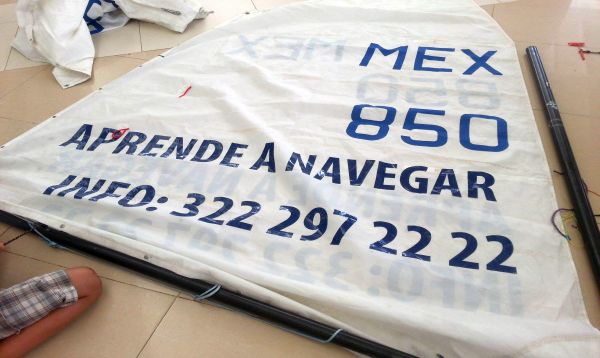 MEX
850
APRENDE A NAVEGAR
INFO: 322 297 22 22